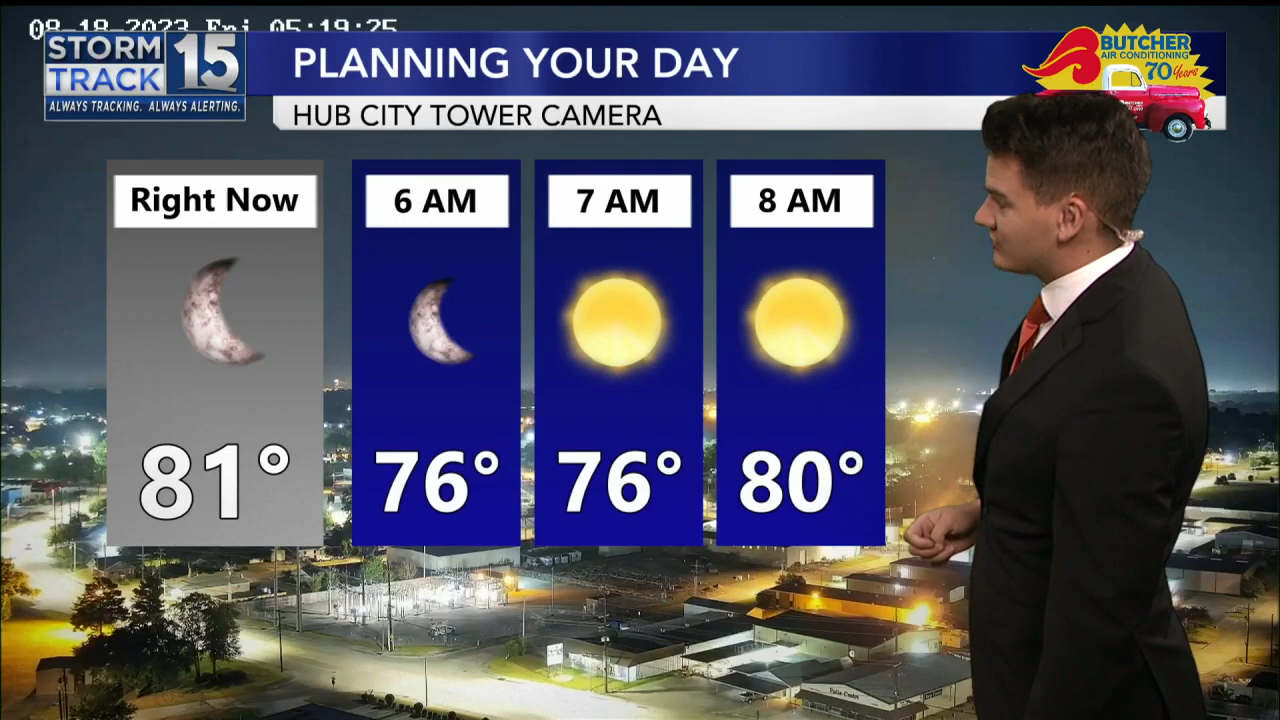 08-18-2023 Fri 05:19:25
STORM
TRACK
15
ALWAYS TRACKING. ALWAYS ALERTING.
PLANNING YOUR DAY
HUB CITY TOWER CAMERA
BUTCHER
AIR CONDITIONING
70 Years
Right Now
6 AM
7 AM
8 AM
81°
76°
76°
80°